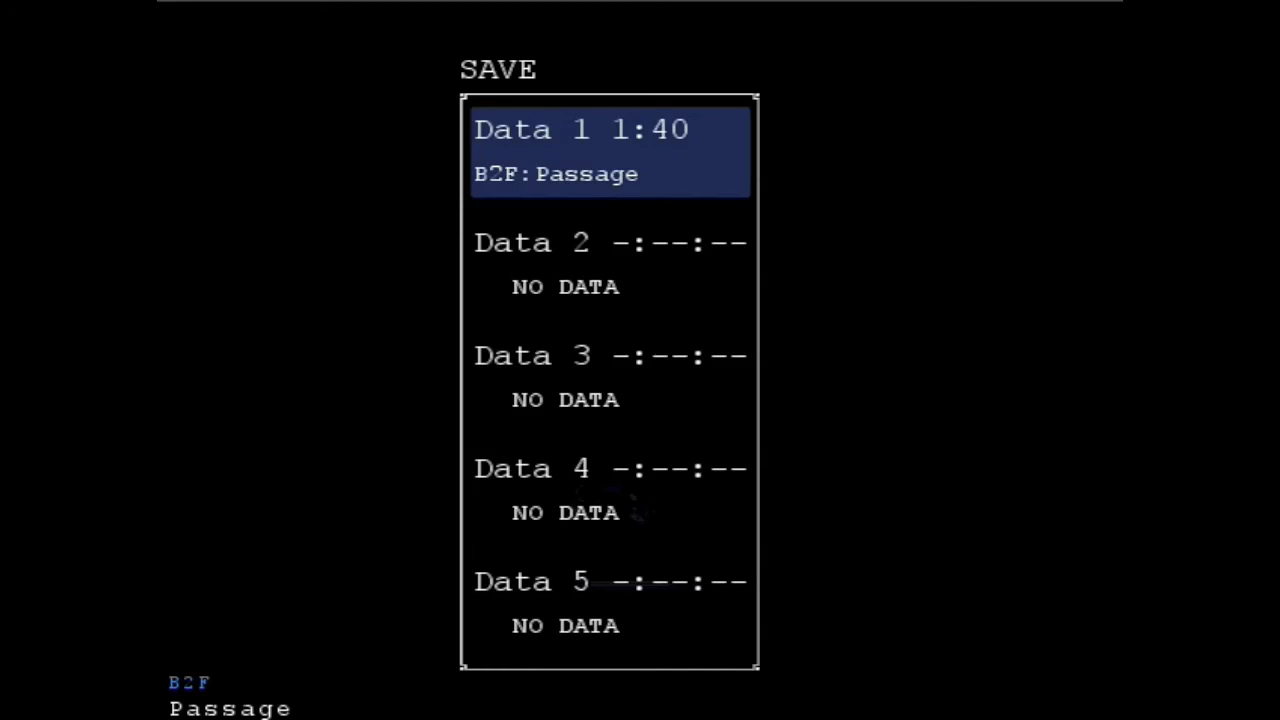 SAVE
Data 1 1:40
B2F:Passage
Data 2 -:--:--
NO DATA
Data 3 -:--:--
NO DATA
Data 4 -:--:--
NO DATA
Data 5 -:--:--
NO DATA
B2F
Passage